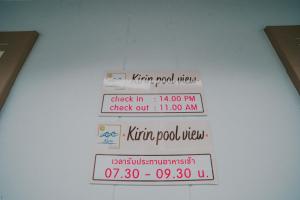 Kirin pool view
check in : 14.00 PM
check out : 11.00 AM
Kirin pool view
เวลารับประทานอาหารเช้า
07.30 - 09.30 น.